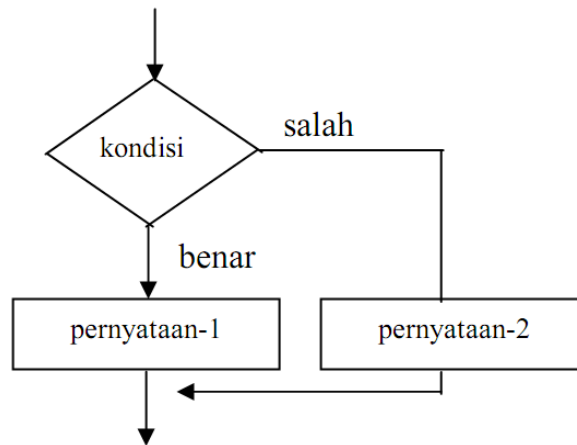 kondisi
salah
benar
pernyataan-1
pernyataan-2